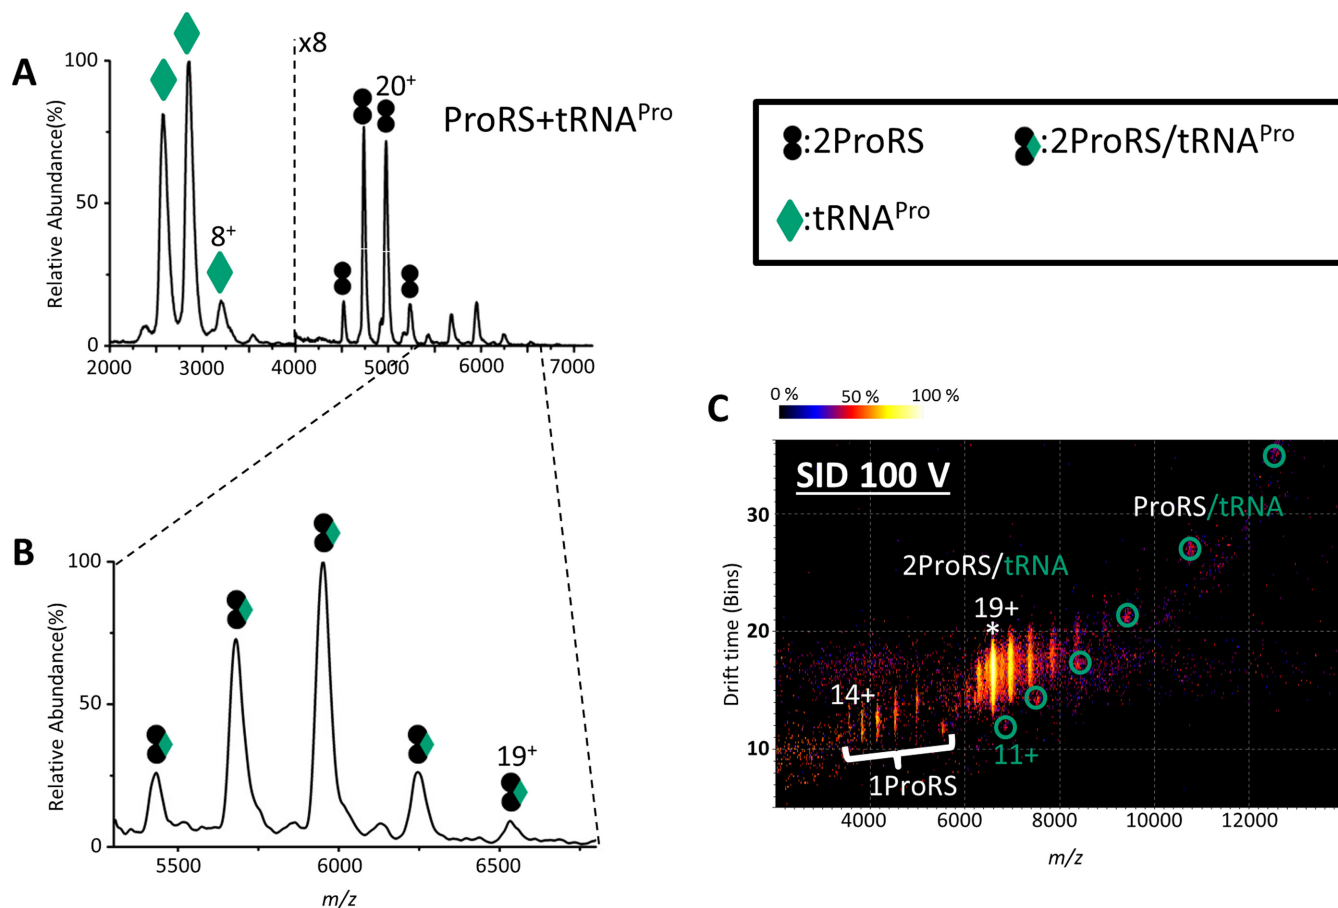 A
x8
100
20⁺
ProRS+tRNAᴾʳᵒ
Relative Abundance(%)
50
8⁺
0
2000 3000 4000 5000 6000 7000
:2ProRS
:2ProRS/tRNAᴾʳᵒ
:tRNAᴾʳᵒ
B
100
50
19⁺
Relative Abundance(%)
0
5500 6000 6500
m/z
C
0 % 50 % 100 %
SID 100 V
30
ProRS/tRNA
2ProRS/tRNA
19+
*
20
Drift time (Bins)
14+
11+
10
1ProRS
4000 6000 8000 10000 12000
m/z